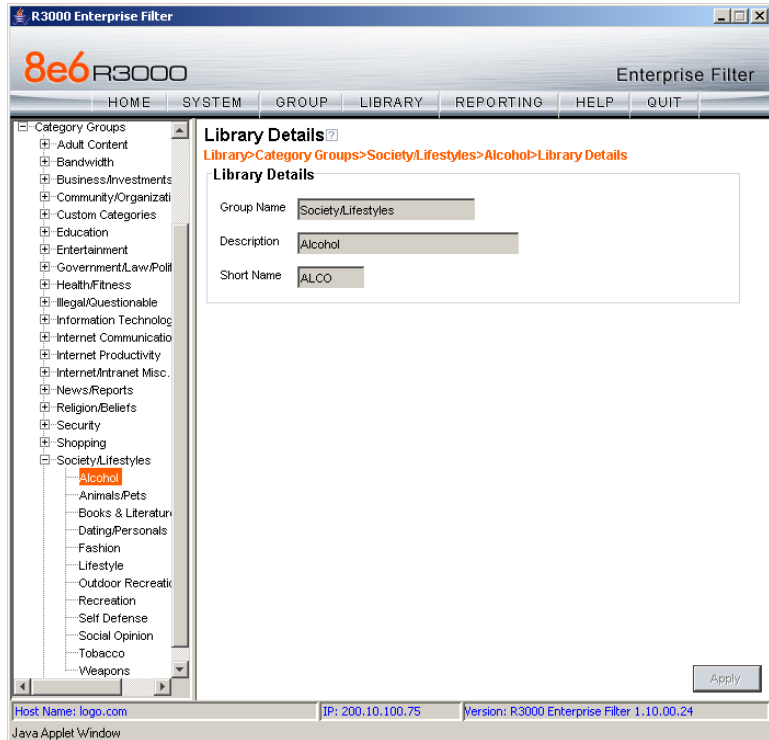 R3000 Enterprise Filter
8e6 R3000
Enterprise Filter
HOME SYSTEM GROUP LIBRARY REPORTING HELP QUIT
Category Groups
Adult Content
Bandwidth
Business/Investments
Community/Organizati
Custom Categories
Education
Entertainment
Government/Law/Polit
Health/Fitness
Illegal/Questionable
Information Technolog
Internet Communicatio
Internet Productivity
Internet/Intranet Misc.
News/Reports
Religion/Beliefs
Security
Shopping
Society/Lifestyles
Alcohol
Animals/Pets
Books & Literature
Dating/Personals
Fashion
Lifestyle
Outdoor Recreatio
Recreation
Self Defense
Social Opinion
Tobacco
Weapons
Library Details ?
Library>Category Groups>Society/Lifestyles>Alcohol>Library Details
Library Details
Group Name Society/Lifestyles
Description Alcohol
Short Name ALCO
Apply
Host Name: logo.com IP: 200.10.100.75 Version: R3000 Enterprise Filter 1.10.00.24
Java Applet Window